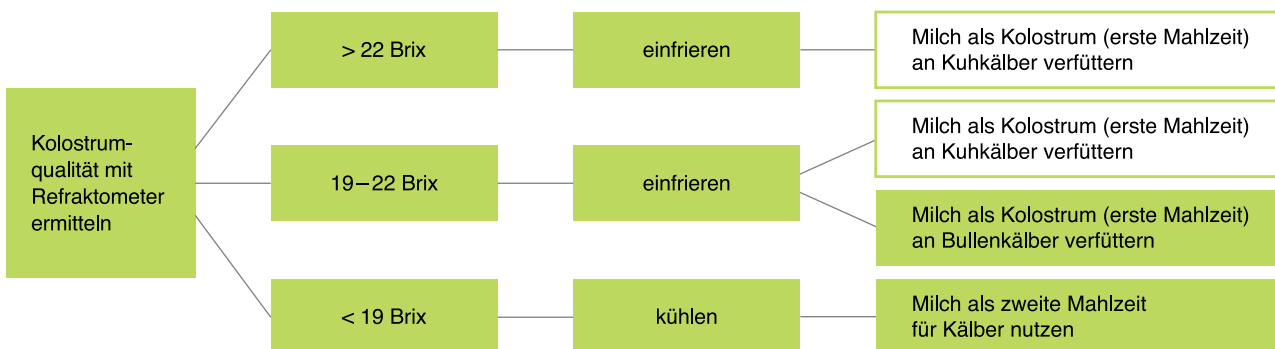 Kolostrum-
qualität mit
Refraktometer
ermitteln
> 22 Brix
einfrieren
Milch als Kolostrum (erste Mahlzeit)
an Kuhkälber verfüttern
19–22 Brix
einfrieren
Milch als Kolostrum (erste Mahlzeit)
an Kuhkälber verfüttern
Milch als Kolostrum (erste Mahlzeit)
an Bullenkälber verfüttern
< 19 Brix
kühlen
Milch als zweite Mahlzeit
für Kälber nutzen